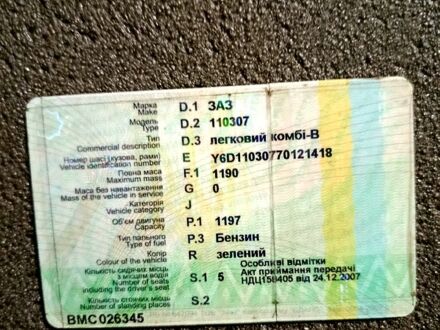 Марка D.1 ЗАЗ
Make
Модель D.2 110307
Type
Тип D.3 легковий комбі-В
Commercial description
Номер шасі (кузова, рами) E Y6D11030770121418
Vehicle identification number
Повна маса F.1 1190
Maximum mass
Маса без навантаження G 0
Mass of the vehicle in service
Категорія J
Vehicle category
Об'єм двигуна P.1 1197
Capacity
Тип пального P.3 Бензин
Type of fuel
Колір R зелений
Colour of the vehicle
Кількість сидячих місць Особливі відмітки
з місцем водія S.1 5 Акт приймання передачі
Number of seats НДЦ156405 від 24.12.2007
including the driver's seat
Кількість стоячих місць S.2
Number of standing places
ВМС026345